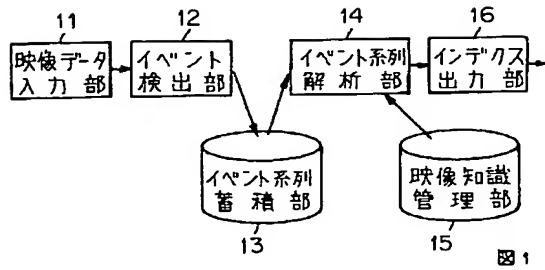 11
映像データ
入力部
12
イベント
検出部
14
イベント系列
解析部
16
インデクス
出力部
イベント系列
蓄積部
13
映像知識
管理部
15
図1